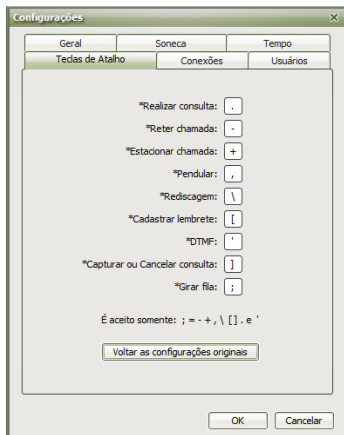 Configurações x
Geral Soneca Tempo
Teclas de Atalho Conexões Usuários
*Realizar consulta: .
*Reter chamada: -
*Estacionar chamada: +
*Pendular: ,
*Rediscagem: \
*Cadastrar lembrete: [
*DTMF: '
*Capturar ou Cancelar consulta: ]
*Girar fila: ;
É aceito somente: ; = - + , \ [ ] . e '
Voltar as configurações originais
OK Cancelar